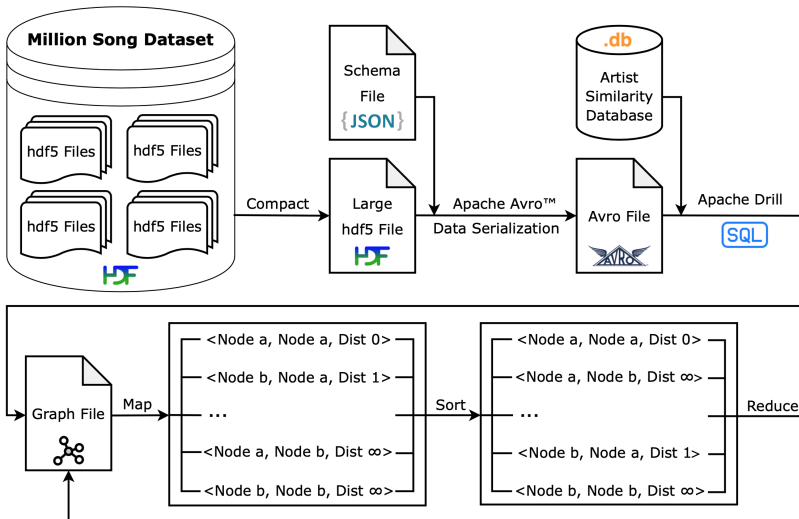 Million Song Dataset
hdf5 Files
hdf5 Files
hdf5 Files
hdf5 Files
HDF
Compact
Schema
File
{JSON}
Large
hdf5 File
HDF
Apache Avro™
Data Serialization
.db
Artist
Similarity
Database
Avro File
AVRO
Apache Drill
SQL
Graph File
Map
<Node a, Node a, Dist 0>
<Node b, Node a, Dist 1>
...
<Node a, Node b, Dist ∞>
<Node b, Node b, Dist ∞>
Sort
<Node a, Node a, Dist 0>
<Node a, Node b, Dist ∞>
...
<Node b, Node a, Dist 1>
<Node b, Node b, Dist ∞>
Reduce